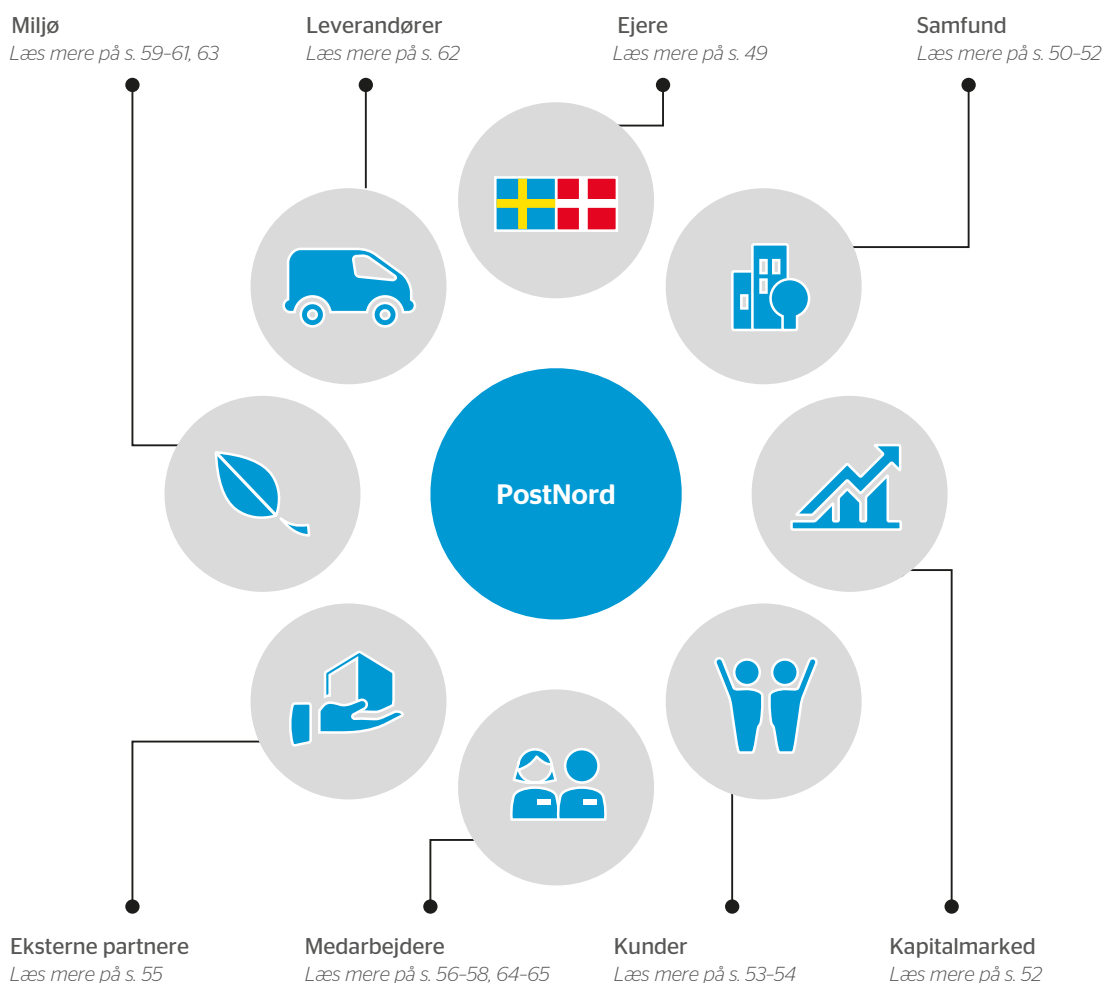 Miljø
Læs mere på s. 59–61, 63
Leverandører
Læs mere på s. 62
Ejere
Læs mere på s. 49
Samfund
Læs mere på s. 50–52
PostNord
Eksterne partnere
Læs mere på s. 55
Medarbejdere
Læs mere på s. 56–58, 64–65
Kunder
Læs mere på s. 53–54
Kapitalmarked
Læs mere på s. 52